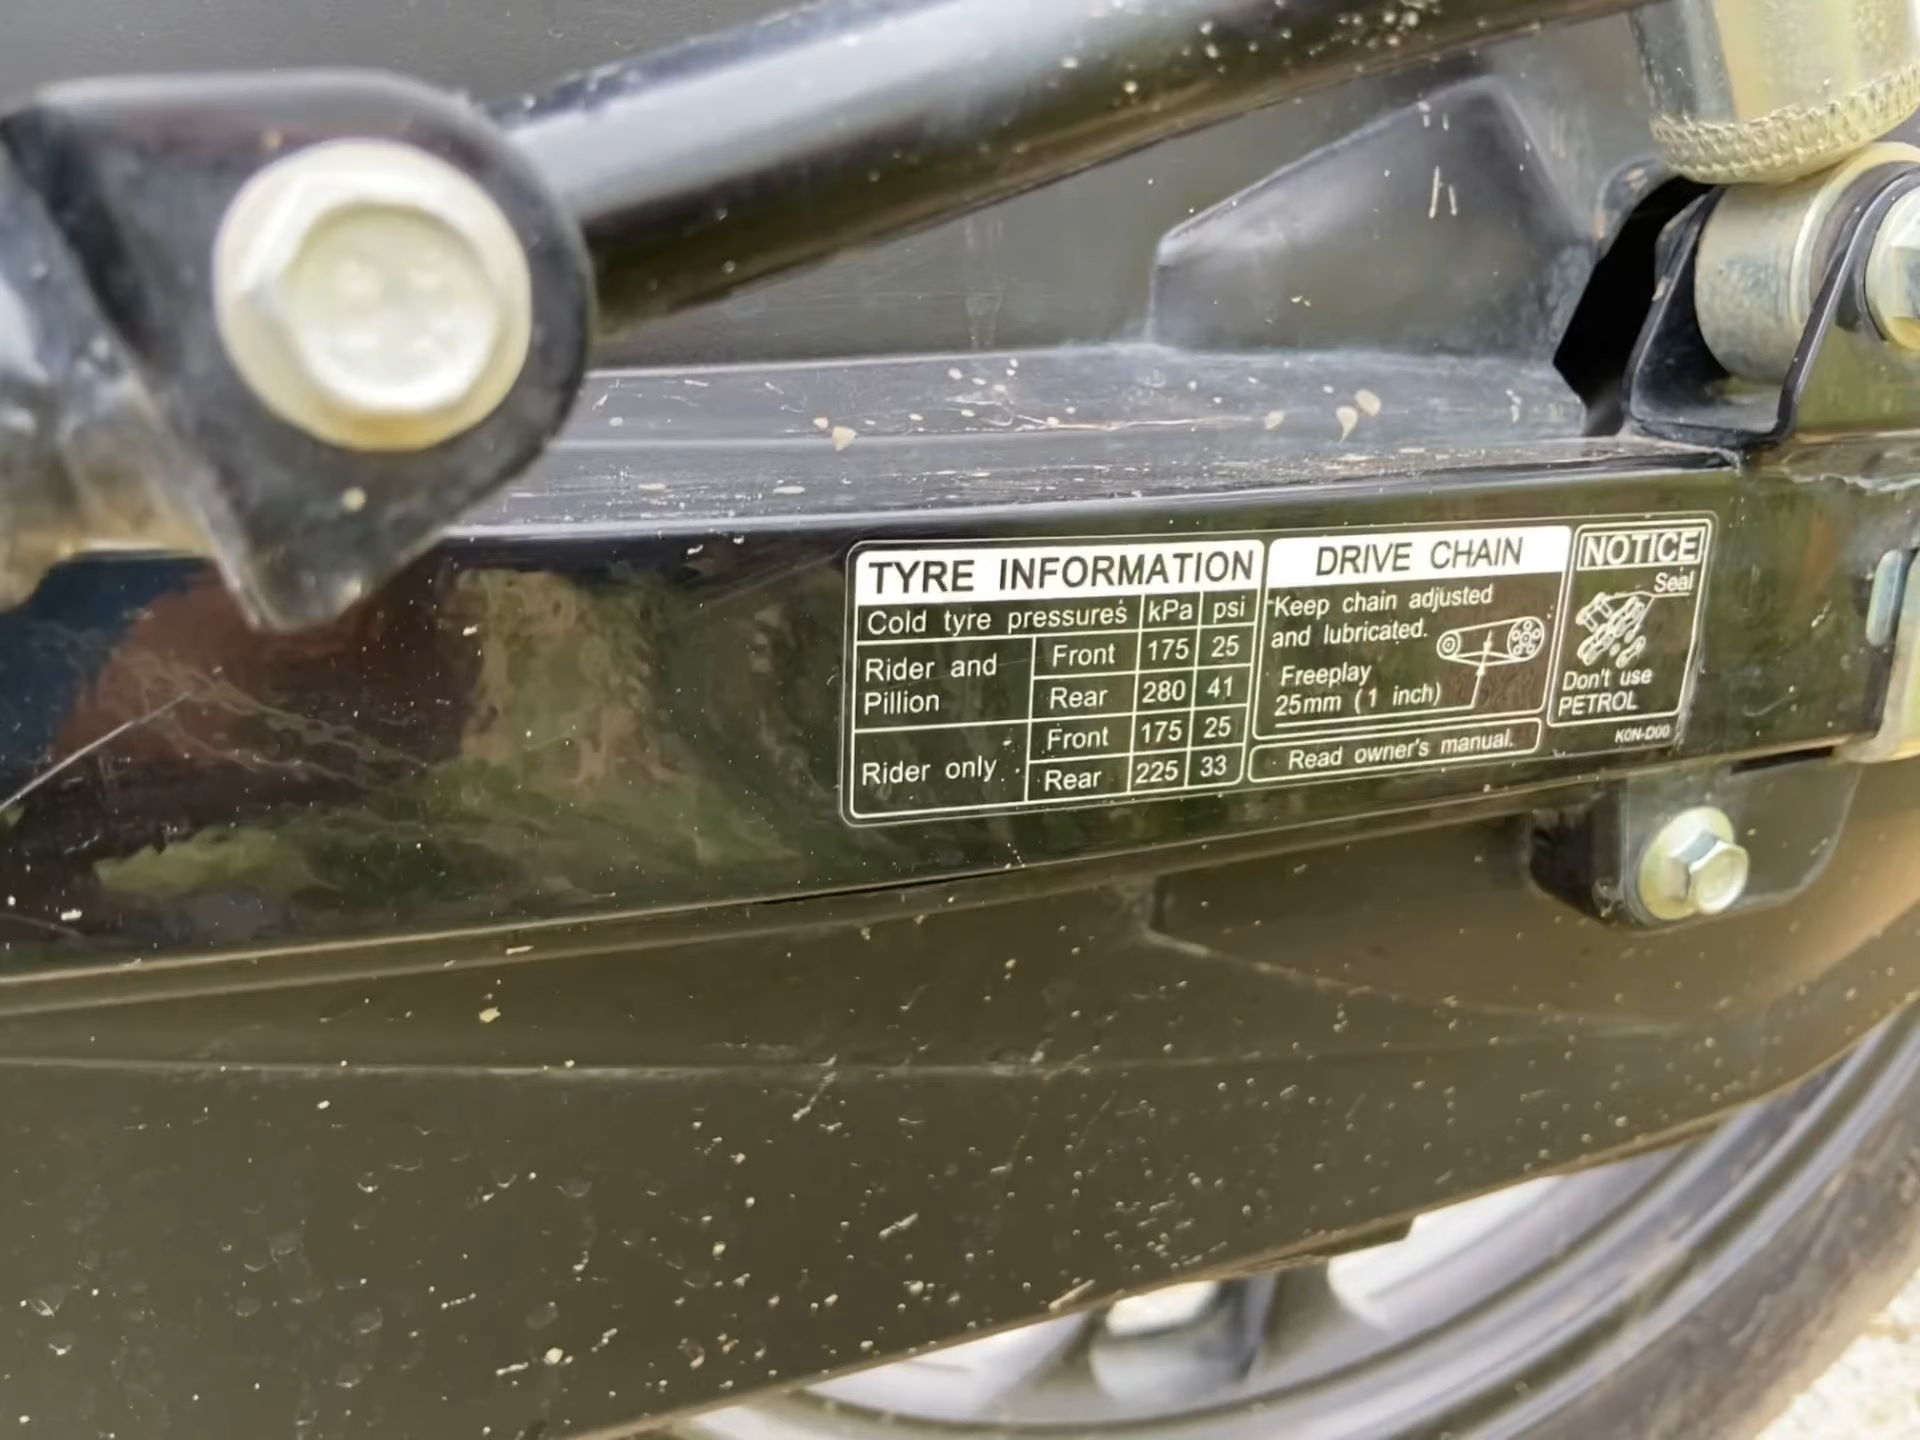 TYRE INFORMATION
Cold tyre pressures kPa psi
Rider and Pillion Front 175 25
Rear 280 41
Rider only Front 175 25
Rear 225 33
DRIVE CHAIN
Keep chain adjusted
and lubricated.
Freeplay
25mm (1 inch)
Read owner's manual.
NOTICE
Seal
Don't use
PETROL
K0N-D00